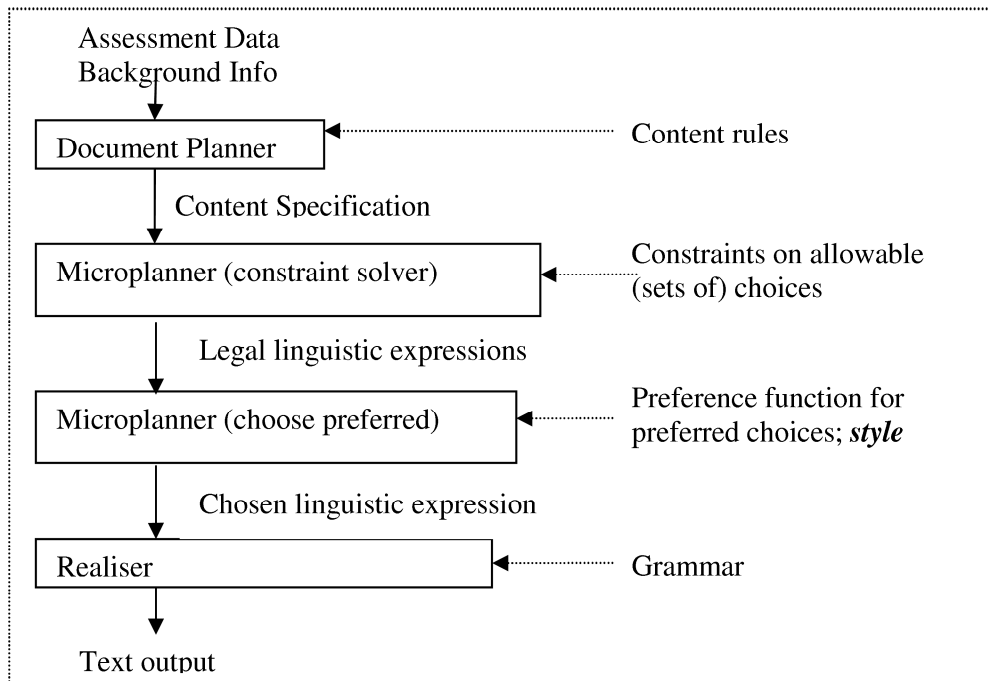 Assessment Data
Background Info
Document Planner
Content rules
Content Specification
Microplanner (constraint solver)
Constraints on allowable
(sets of) choices
Legal linguistic expressions
Microplanner (choose preferred)
Preference function for
preferred choices; style
Chosen linguistic expression
Realiser
Grammar
Text output